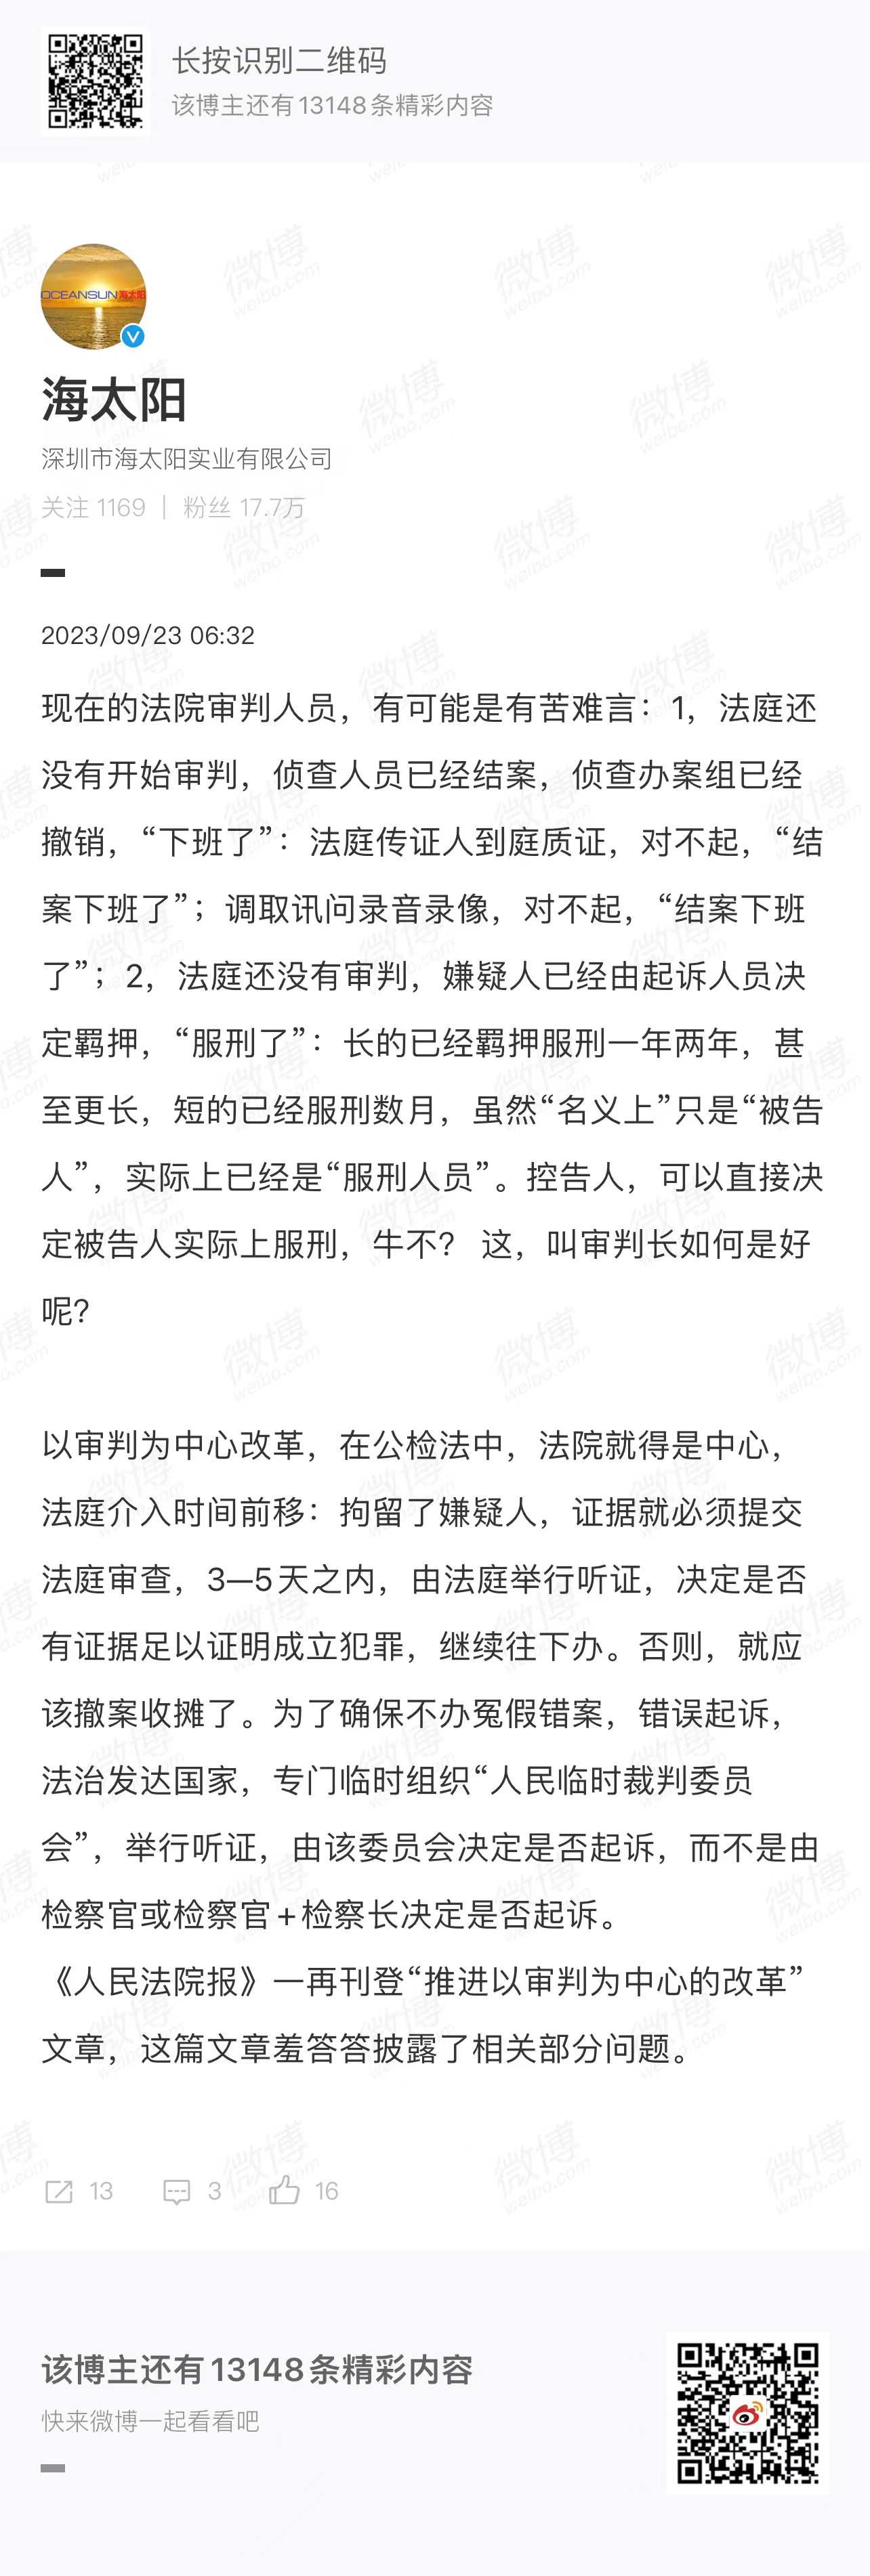 长按识别二维码
该博主还有13148条精彩内容
OCEANSUN海太阳
海太阳
深圳市海太阳实业有限公司
关注 1169 | 粉丝 17.7万
2023/09/23 06:32
现在的法院审判人员，有可能是有苦难言：1，法庭还
没有开始审判，侦查人员已经结案，侦查办案组已经
撤销，“下班了”：法庭传证人到庭质证，对不起，“结
案下班了”；调取讯问录音录像，对不起，“结案下班
了”；2，法庭还没有审判，嫌疑人已经由起诉人员决
定羁押，“服刑了”：长的已经羁押服刑一年两年，甚
至更长，短的已经服刑数月，虽然“名义上”只是“被告
人”，实际上已经是“服刑人员”。控告人，可以直接决
定被告人实际上服刑，牛不？ 这，叫审判长如何是好
呢？
以审判为中心改革，在公检法中，法院就得是中心，
法庭介入时间前移：拘留了嫌疑人，证据就必须提交
法庭审查，3—5天之内，由法庭举行听证，决定是否
有证据足以证明成立犯罪，继续往下办。否则，就应
该撤案收摊了。为了确保不办冤假错案，错误起诉，
法治发达国家，专门临时组织“人民临时裁判委员
会”，举行听证，由该委员会决定是否起诉，而不是由
检察官或检察官+检察长决定是否起诉。
《人民法院报》一再刊登“推进以审判为中心的改革”
文章，这篇文章羞答答披露了相关部分问题。
13 3 16
该博主还有13148条精彩内容
快来微博一起看看吧
微博
weibo.com